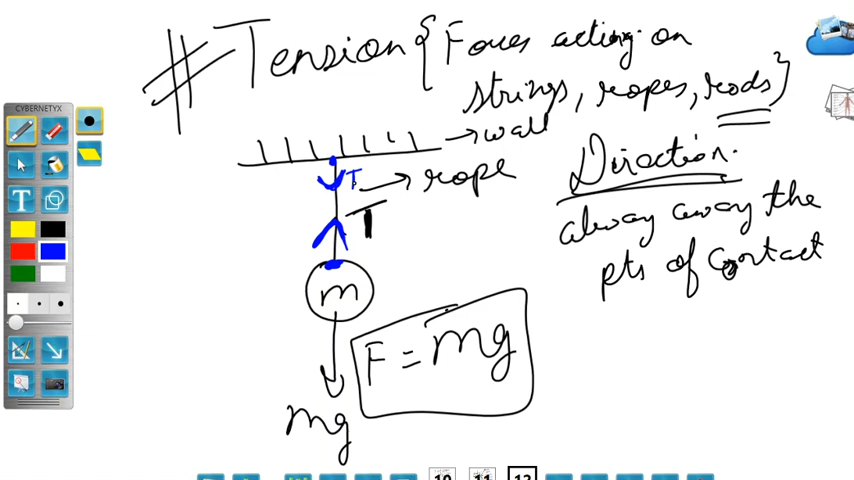 CYBERNETYX
# Tension { Forces acting on
strings, ropes, rods }
→ wall
T → rope
T
m
mg
F = mg
Direction.
alway away the
pts of contact
10 11 12